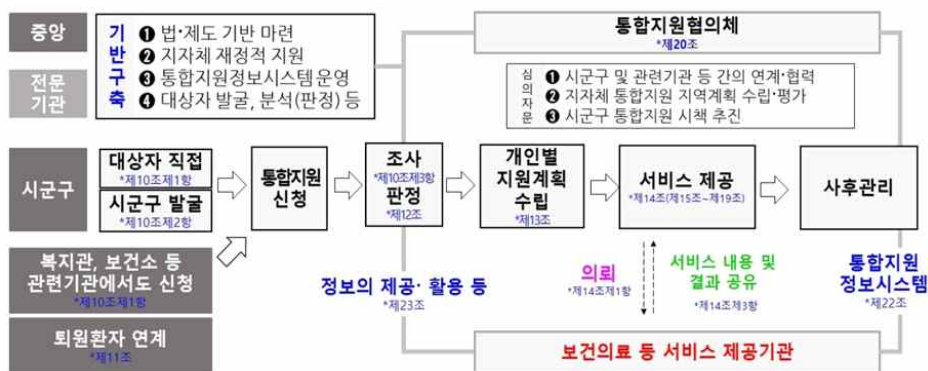 중앙
전문
기관
기반구축
❶ 법·제도 기반 마련
❷ 지자체 재정적 지원
❸ 통합지원정보시스템 운영
❹ 대상자 발굴, 분석(판정) 등
통합지원협의체
*제20조
심의자문
❶ 시군구 및 관련기관 등 간의 연계·협력
❷ 지자체 통합지원 지역계획 수립·평가
❸ 시군구 통합지원 시책 추진
시군구
대상자 직접
*제10조제1항
시군구 발굴
*제10조제2항
통합지원
신청
조사
*제10조제3항
판정
*제12조
개인별
지원계획
수립
*제13조
서비스 제공
*제14조(제15조~제19조)
사후관리
복지관, 보건소 등
관련기관에서도 신청
*제10조제1항
퇴원환자 연계
*제11조
정보의 제공· 활용 등
*제23조
의뢰
*제14조제1항
서비스 내용 및
결과 공유
*제14조제3항
통합지원
정보시스템
*제22조
보건의료 등 서비스 제공기관